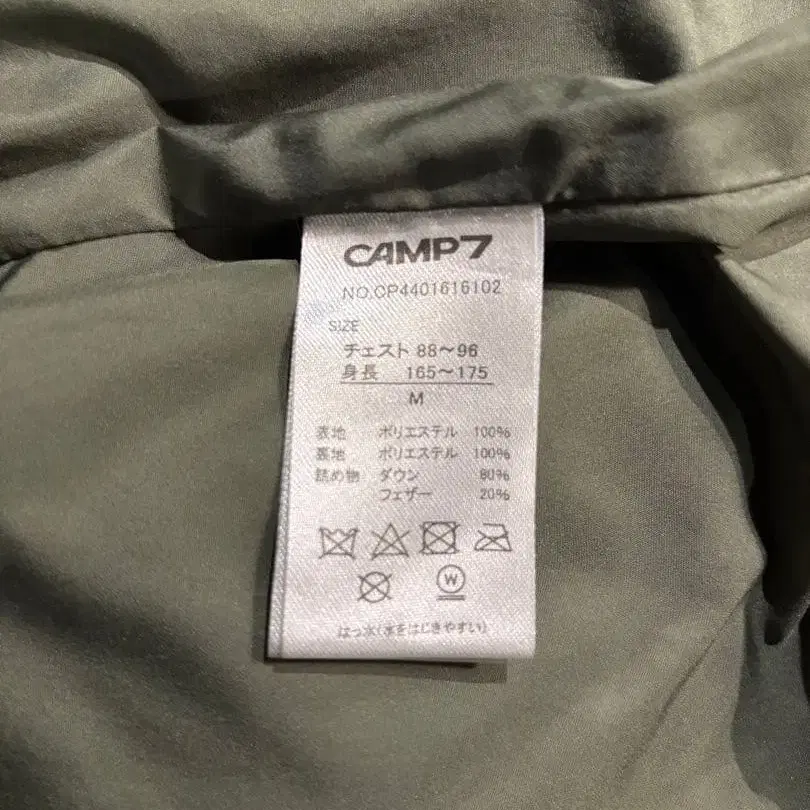 CAMP7
NO.CP4401616102
SIZE
チェスト 88～96
身長 165～175
M
表地 ポリエステル 100%
裏地 ポリエステル 100%
詰め物 ダウン 80%
フェザー 20%
W
はっ水(水をはじきやすい)